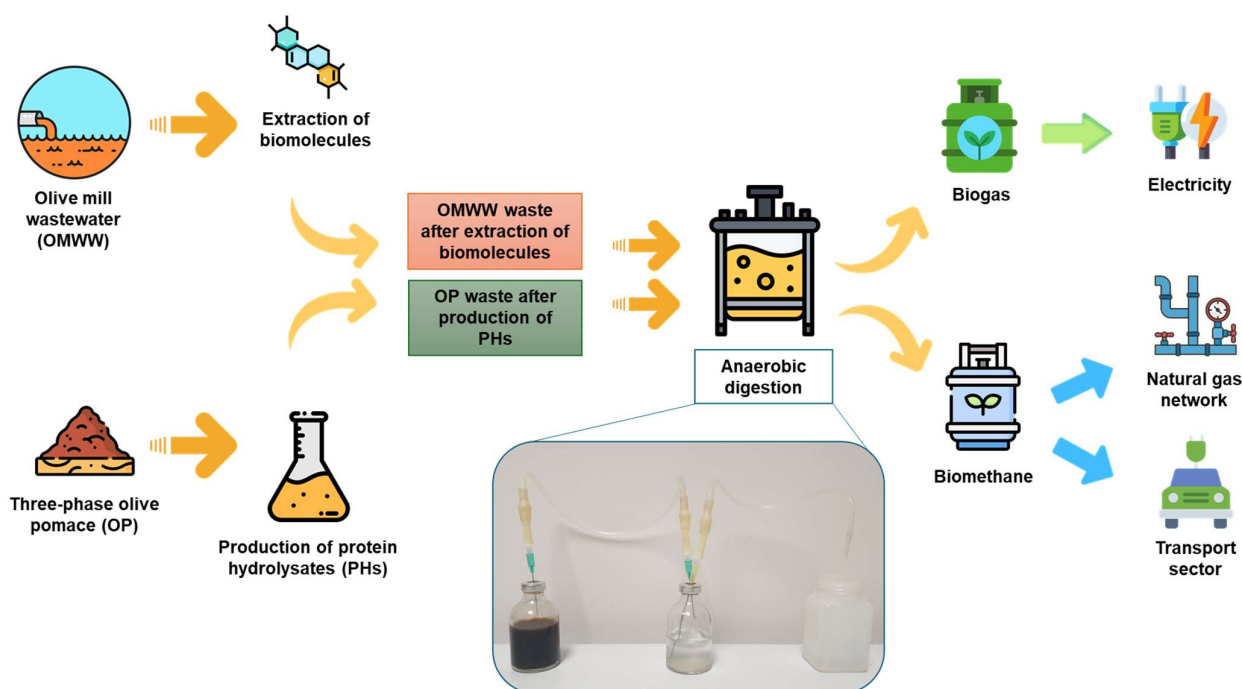 Olive mill
wastewater
(OMWW)
Extraction of
biomolecules
Three-phase olive
pomace (OP)
Production of protein
hydrolysates (PHs)
OMWW waste
after extraction of
biomolecules
OP waste after
production of
PHs
Anaerobic
digestion
Biogas
Electricity
Biomethane
Natural gas
network
Transport
sector